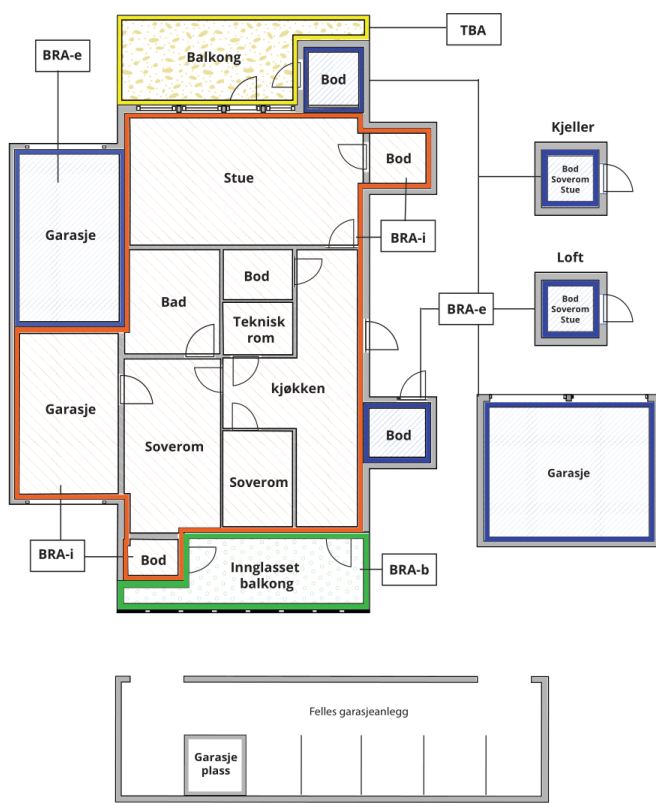 TBA
BRA-e
Balkong
Bod
Kjeller
Bod
Soverom
Stue
Bod
Stue
Garasje
BRA-i
Loft
Bod
Bad
Bod
Soverom
Stue
BRA-e
Teknisk
rom
kjøkken
Garasje
Bod
Soverom
Garasje
Soverom
BRA-i
Bod
Innglasset
balkong
BRA-b
Felles garasjeanlegg
Garasje
plass